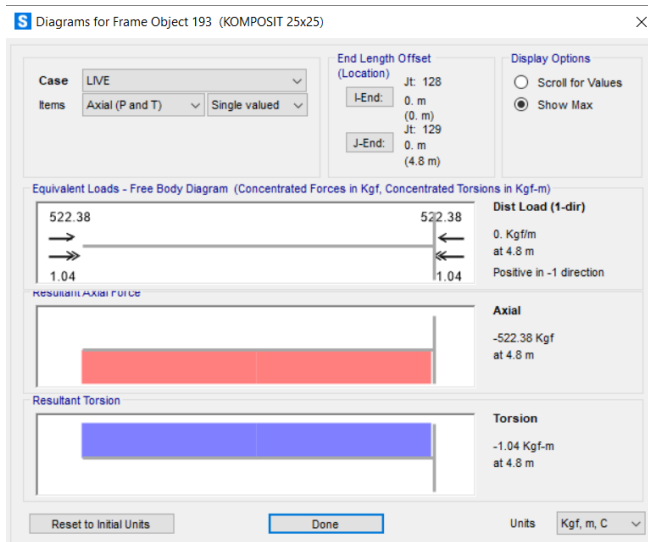 S Diagrams for Frame Object 193 (KOMPOSIT 25x25)
Case LIVE
Items Axial (P and T) Single valued
End Length Offset
(Location)
Jt: 128
I-End: 0. m
(0. m)
Jt: 129
J-End: 0. m
(4.8 m)
Display Options
Scroll for Values
Show Max
Equivalent Loads - Free Body Diagram (Concentrated Forces in Kgf, Concentrated Torsions in Kgf-m)
522.38 522.38
1.04 1.04
Dist Load (1-dir)
0. Kgf/m
at 4.8 m
Positive in -1 direction
Resultant Axial Force
Axial
-522.38 Kgf
at 4.8 m
Resultant Torsion
Torsion
-1.04 Kgf-m
at 4.8 m
Reset to Initial Units Done Units Kgf, m, C